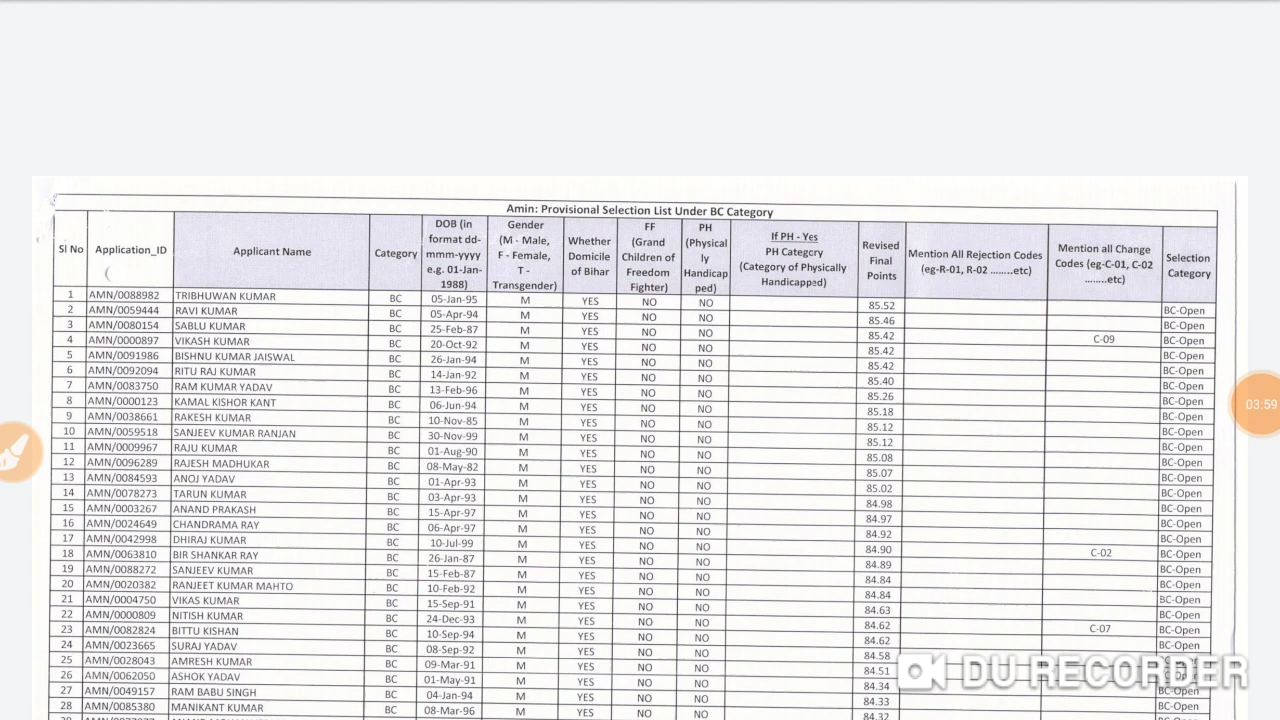 Amin: Provisional Selection List Under BC Category
Sl No Application_ID Applicant Name Category DOB (in format dd-mmm-yyyy e.g. 01-Jan-1988) Gender (M - Male, F - Female, T - Transgender) Whether Domicile of Bihar FF (Grand Children of Freedom Fighter) PH (Physically Handicapped) If PH - Yes PH Category (Category of Physically Handicapped) Revised Final Points Mention All Rejection Codes (eg-R-01, R-02 ........etc) Mention all Change Codes (eg-C-01, C-02 ........etc) Selection Category
1 AMN/0088982 TRIBHUWAN KUMAR BC 05-Jan-95 M YES NO NO 85.52 BC-Open
2 AMN/0059444 RAVI KUMAR BC 05-Apr-94 M YES NO NO 85.46 BC-Open
3 AMN/0080154 SABLU KUMAR BC 25-Feb-87 M YES NO NO 85.42 C-09 BC-Open
4 AMN/0000897 VIKASH KUMAR BC 20-Oct-92 M YES NO NO 85.42 BC-Open
5 AMN/0091986 BISHNU KUMAR JAISWAL BC 26-Jan-94 M YES NO NO 85.42 BC-Open
6 AMN/0092094 RITU RAJ KUMAR BC 14-Jan-92 M YES NO NO 85.40 BC-Open
7 AMN/0083750 RAM KUMAR YADAV BC 13-Feb-96 M YES NO NO 85.26 BC-Open
8 AMN/0000123 KAMAL KISHOR KANT BC 06-Jun-94 M YES NO NO 85.18 BC-Open
9 AMN/0038661 RAKESH KUMAR BC 10-Nov-85 M YES NO NO 85.12 BC-Open
10 AMN/0059518 SANJEEV KUMAR RANJAN BC 30-Nov-99 M YES NO NO 85.12 BC-Open
11 AMN/0009967 RAJU KUMAR BC 01-Aug-90 M YES NO NO 85.08 BC-Open
12 AMN/0096289 RAJESH MADHUKAR BC 08-May-82 M YES NO NO 85.07 BC-Open
13 AMN/0084593 ANOJ YADAV BC 01-Apr-93 M YES NO NO 85.02 BC-Open
14 AMN/0078273 TARUN KUMAR BC 03-Apr-93 M YES NO NO 84.98 BC-Open
15 AMN/0003267 ANAND PRAKASH BC 15-Apr-97 M YES NO NO 84.97 BC-Open
16 AMN/0024649 CHANDRAMA RAY BC 06-Apr-97 M YES NO NO 84.92 BC-Open
17 AMN/0042998 DHIRAJ KUMAR BC 10-Jul-99 M YES NO NO 84.90 C-02 BC-Open
18 AMN/0063810 BIR SHANKAR RAY BC 26-Jan-87 M YES NO NO 84.89 BC-Open
19 AMN/0088272 SANJEEV KUMAR BC 15-Feb-87 M YES NO NO 84.84 BC-Open
20 AMN/0020382 RANJEET KUMAR MAHTO BC 10-Feb-92 M YES NO NO 84.84 BC-Open
21 AMN/0004750 VIKAS KUMAR BC 15-Sep-91 M YES NO NO 84.63 BC-Open
22 AMN/0000809 NITISH KUMAR BC 24-Dec-93 M YES NO NO 84.62 C-07 BC-Open
23 AMN/0082824 BITTU KISHAN BC 10-Sep-94 M YES NO NO 84.62 BC-Open
24 AMN/0023665 SURAJ YADAV BC 08-Sep-92 M YES NO NO 84.58 BC-Open
25 AMN/0028043 AMRESH KUMAR BC 09-Mar-91 M YES NO NO 84.51 BC-Open
26 AMN/0062050 ASHOK YADAV BC 01-May-91 M YES NO NO 84.34 BC-Open
27 AMN/0049157 RAM BABU SINGH BC 04-Jan-94 M YES NO NO 84.33 BC-Open
28 AMN/0085380 MANIKANT KUMAR BC 08-Mar-96 M YES NO NO 84.32
03:59
DU RECORDER